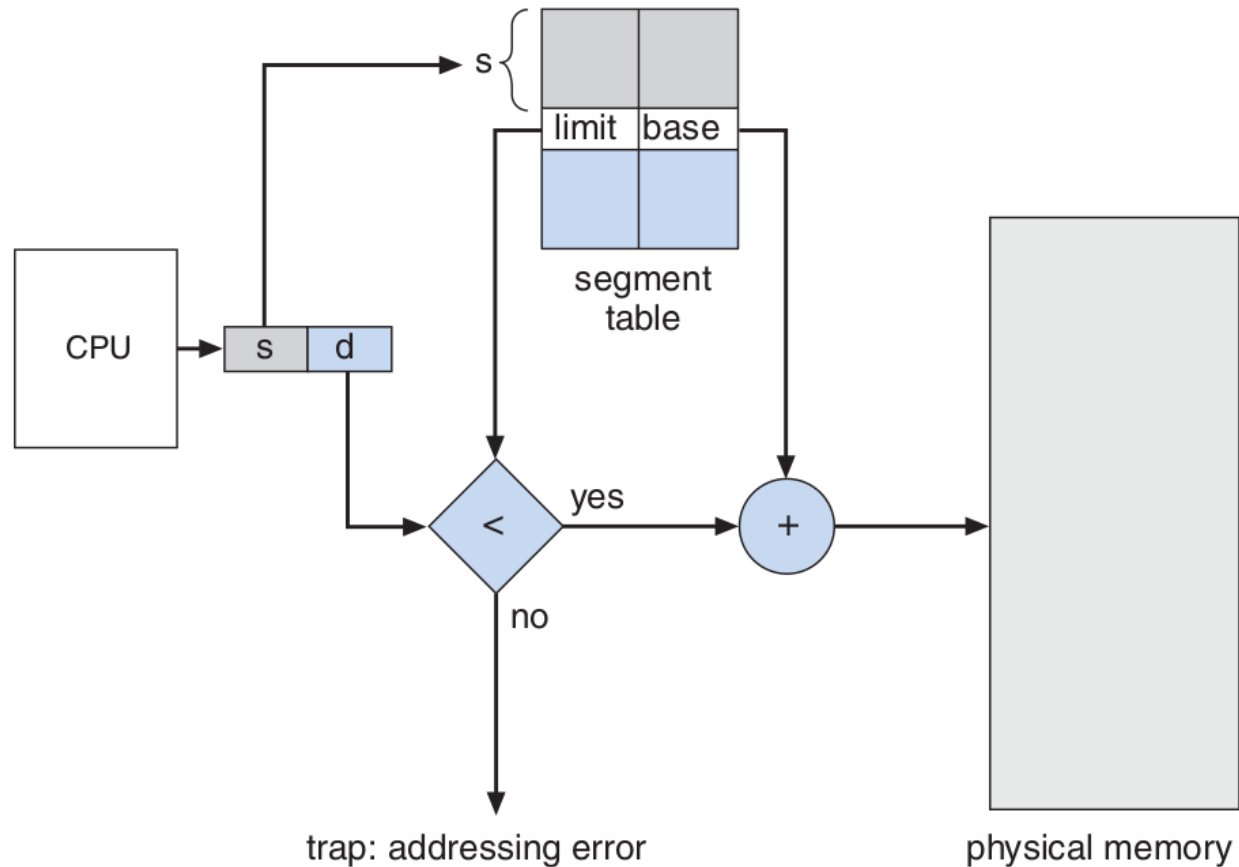 s
limit base
segment
table
CPU
s d
<
yes
+
no
trap: addressing error
physical memory